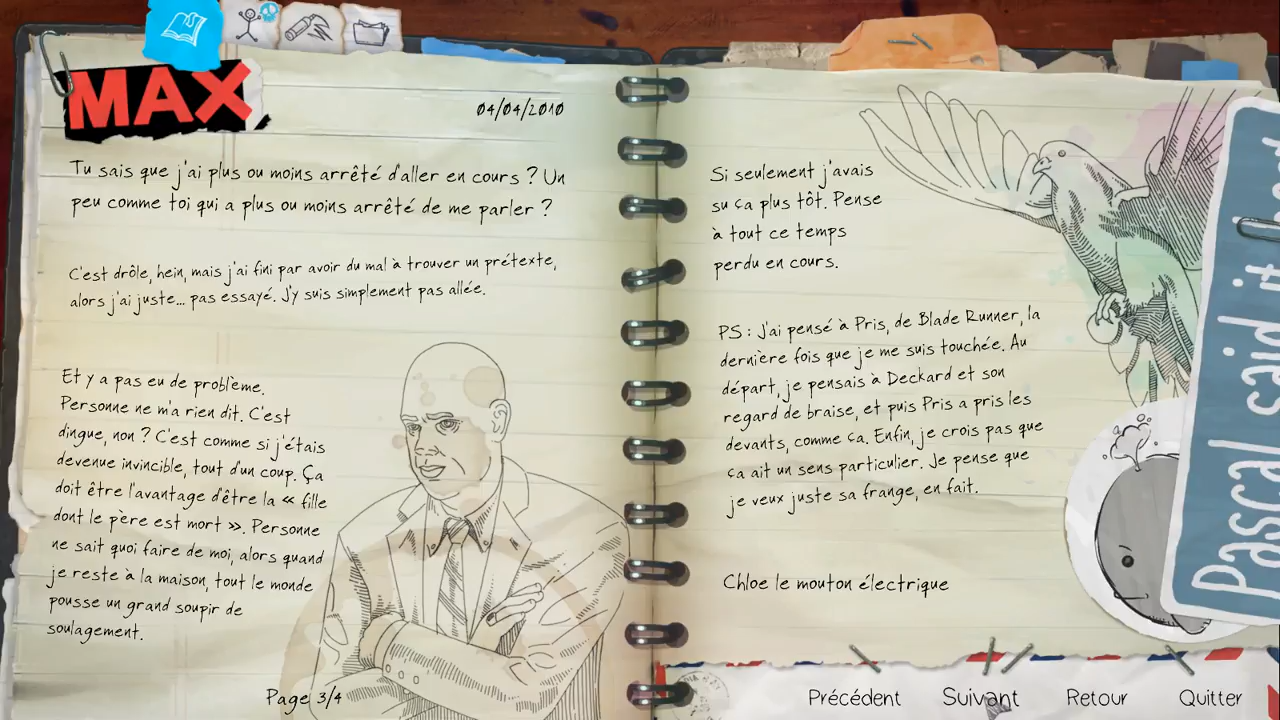 MAX
04/04/2010
Tu sais que j'ai plus ou moins arrêté d'aller en cours ? Un
peu comme toi qui a plus ou moins arrêté de me parler ?
C'est drôle, hein, mais j'ai fini par avoir du mal à trouver un prétexte,
alors j'ai juste... pas essayé. J'y suis simplement pas allée.
Et y a pas eu de problème.
Personne ne m'a rien dit. C'est
dingue, non ? C'est comme si j'étais
devenue invincible, tout d'un coup. Ça
doit être l'avantage d'être la « fille
dont le père est mort ». Personne
ne sait quoi faire de moi, alors quand
je reste à la maison, tout le monde
pousse un grand soupir de
soulagement.
Page 3/4
Si seulement j'avais
su ça plus tôt. Pense
à tout ce temps
perdu en cours.
PS : J'ai pensé à Pris, de Blade Runner, la
dernière fois que je me suis touchée. Au
départ, je pensais à Deckard et son
regard de braise, et puis Pris a pris les
devants, comme ça. Enfin, je crois pas que
ça ait un sens particulier. Je pense que
je veux juste sa frange, en fait.
Chloe le mouton électrique
Pascal said it
Précédent Suivant Retour Quitter